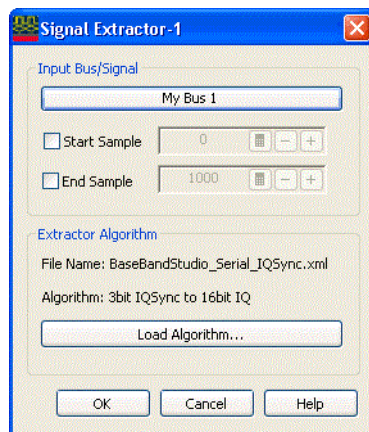 Signal Extractor-1
Input Bus/Signal
My Bus 1
Start Sample 0
End Sample 1000
Extractor Algorithm
File Name: BaseBandStudio_Serial_IQSync.xml
Algorithm: 3bit IQSync to 16bit IQ
Load Algorithm...
OK Cancel Help